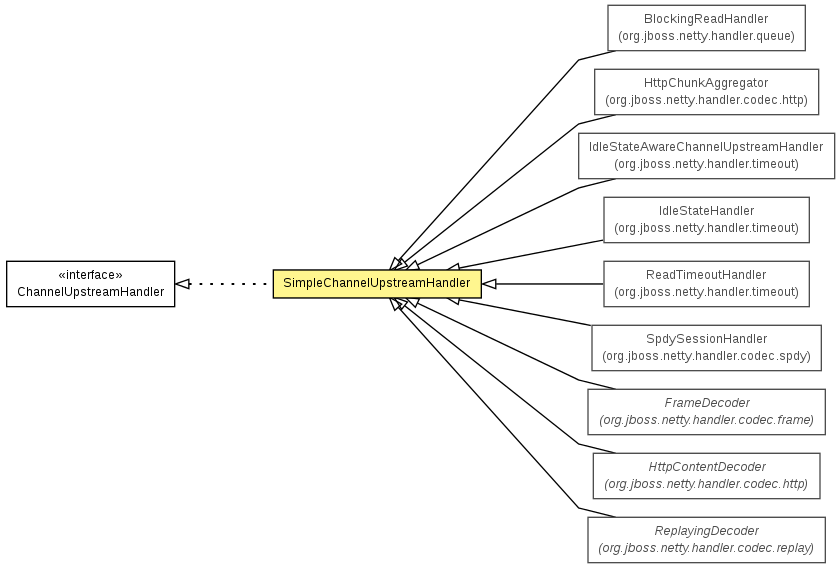 BlockingReadHandler
(org.jboss.netty.handler.queue)
HttpChunkAggregator
(org.jboss.netty.handler.codec.http)
IdleStateAwareChannelUpstreamHandler
(org.jboss.netty.handler.timeout)
IdleStateHandler
(org.jboss.netty.handler.timeout)
«interface»
ChannelUpstreamHandler
SimpleChannelUpstreamHandler
ReadTimeoutHandler
(org.jboss.netty.handler.timeout)
SpdySessionHandler
(org.jboss.netty.handler.codec.spdy)
FrameDecoder
(org.jboss.netty.handler.codec.frame)
HttpContentDecoder
(org.jboss.netty.handler.codec.http)
ReplayingDecoder
(org.jboss.netty.handler.codec.replay)